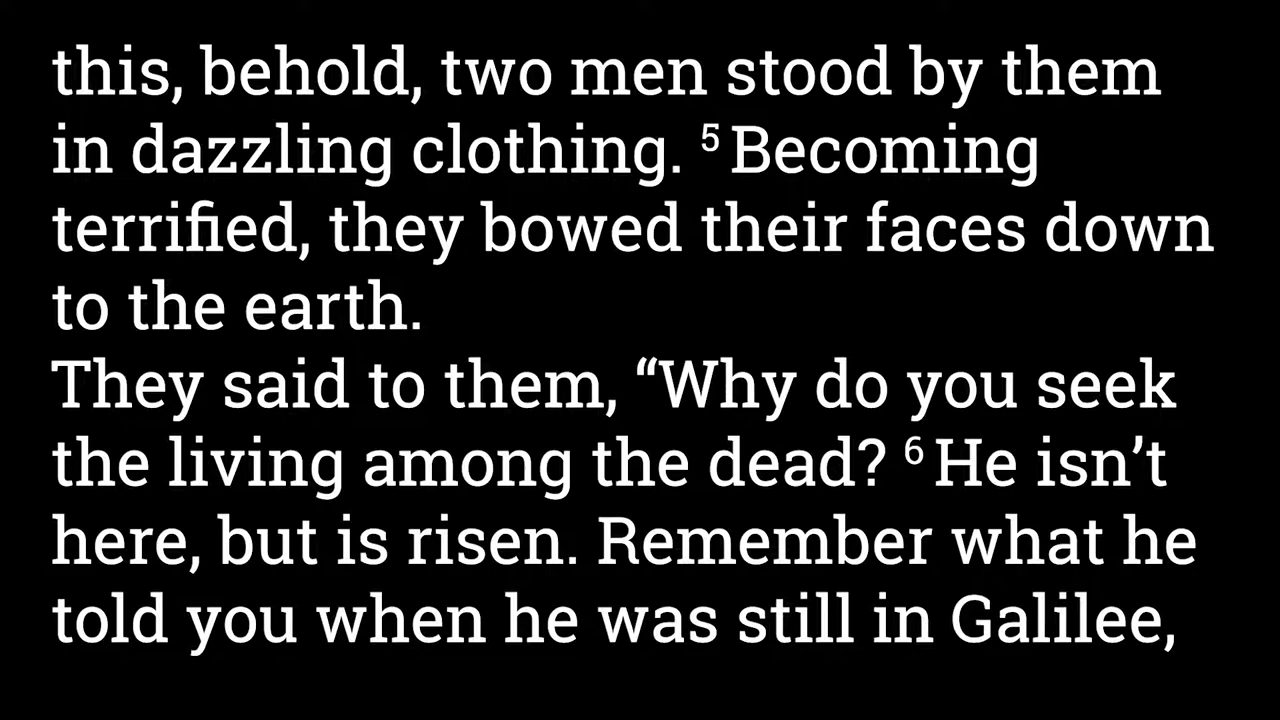 this, behold, two men stood by them
in dazzling clothing. ⁵ Becoming
terrified, they bowed their faces down
to the earth.
They said to them, “Why do you seek
the living among the dead? ⁶ He isn’t
here, but is risen. Remember what he
told you when he was still in Galilee,